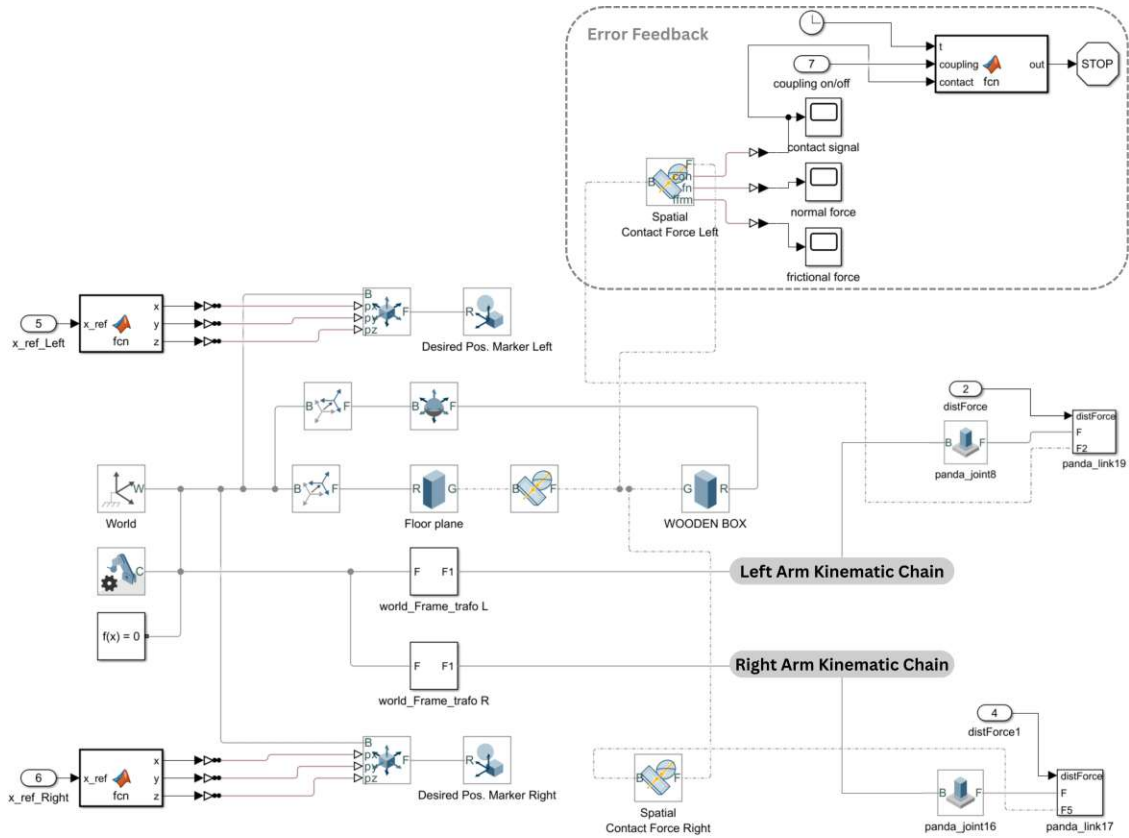 Error Feedback
t
7
coupling
contact
fcn
out
STOP
coupling on/off
contact signal
B
F
con
fn
ffrm
Spatial
Contact Force Left
normal force
frictional force
5
x_ref_Left
x_ref
fcn
x
y
z
B
px
py
pz
F
R
Desired Pos. Marker Left
B
F
B
F
2
distForce
B
F
panda_joint8
distForce
F
F2
panda_link19
W
World
B
F
R
G
Floor plane
B
F
G
R
WOODEN BOX
C
F
F1
world_Frame_trafo L
Left Arm Kinematic Chain
f(x) = 0
F
F1
world_Frame_trafo R
Right Arm Kinematic Chain
6
x_ref_Right
x_ref
fcn
x
y
z
B
px
py
pz
F
R
Desired Pos. Marker Right
B
F
Spatial
Contact Force Right
4
distForce1
B
F
panda_joint16
distForce
F
F5
panda_link17